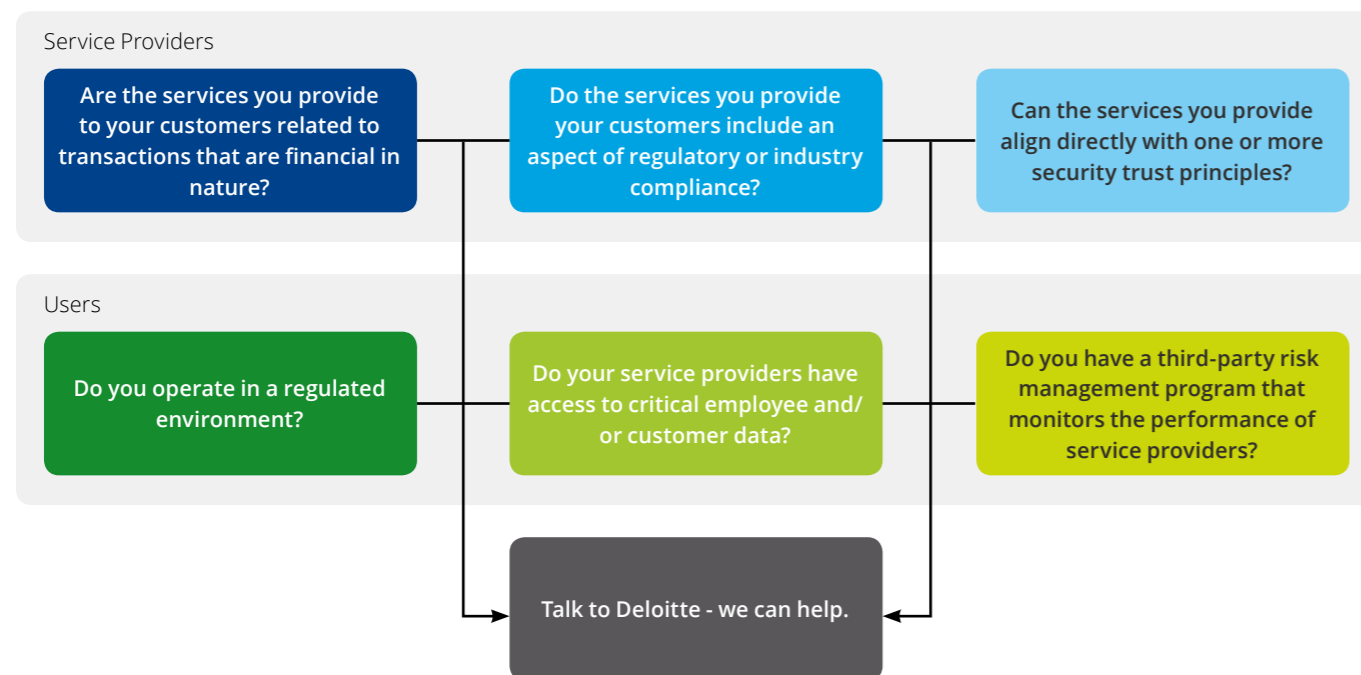 Service Providers
Are the services you provide
to your customers related to
transactions that are financial in
nature?
Do the services you provide
your customers include an
aspect of regulatory or industry
compliance?
Can the services you provide
align directly with one or more
security trust principles?
Users
Do you operate in a regulated
environment?
Do your service providers have
access to critical employee and/
or customer data?
Do you have a third-party risk
management program that
monitors the performance of
service providers?
Talk to Deloitte - we can help.